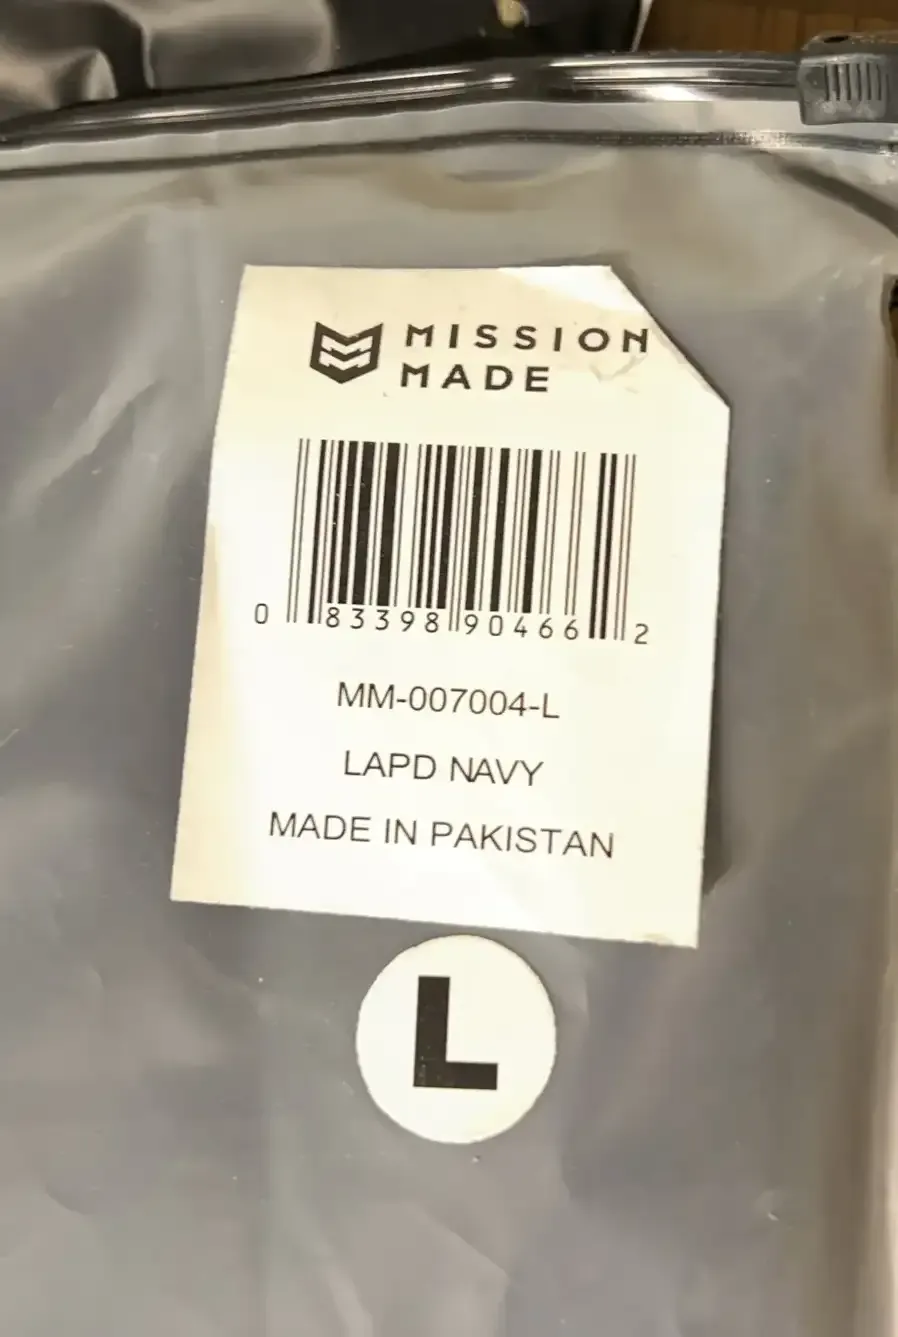 MISSION
MADE
0 83398 90466 2
MM-007004-L
LAPD NAVY
MADE IN PAKISTAN
L